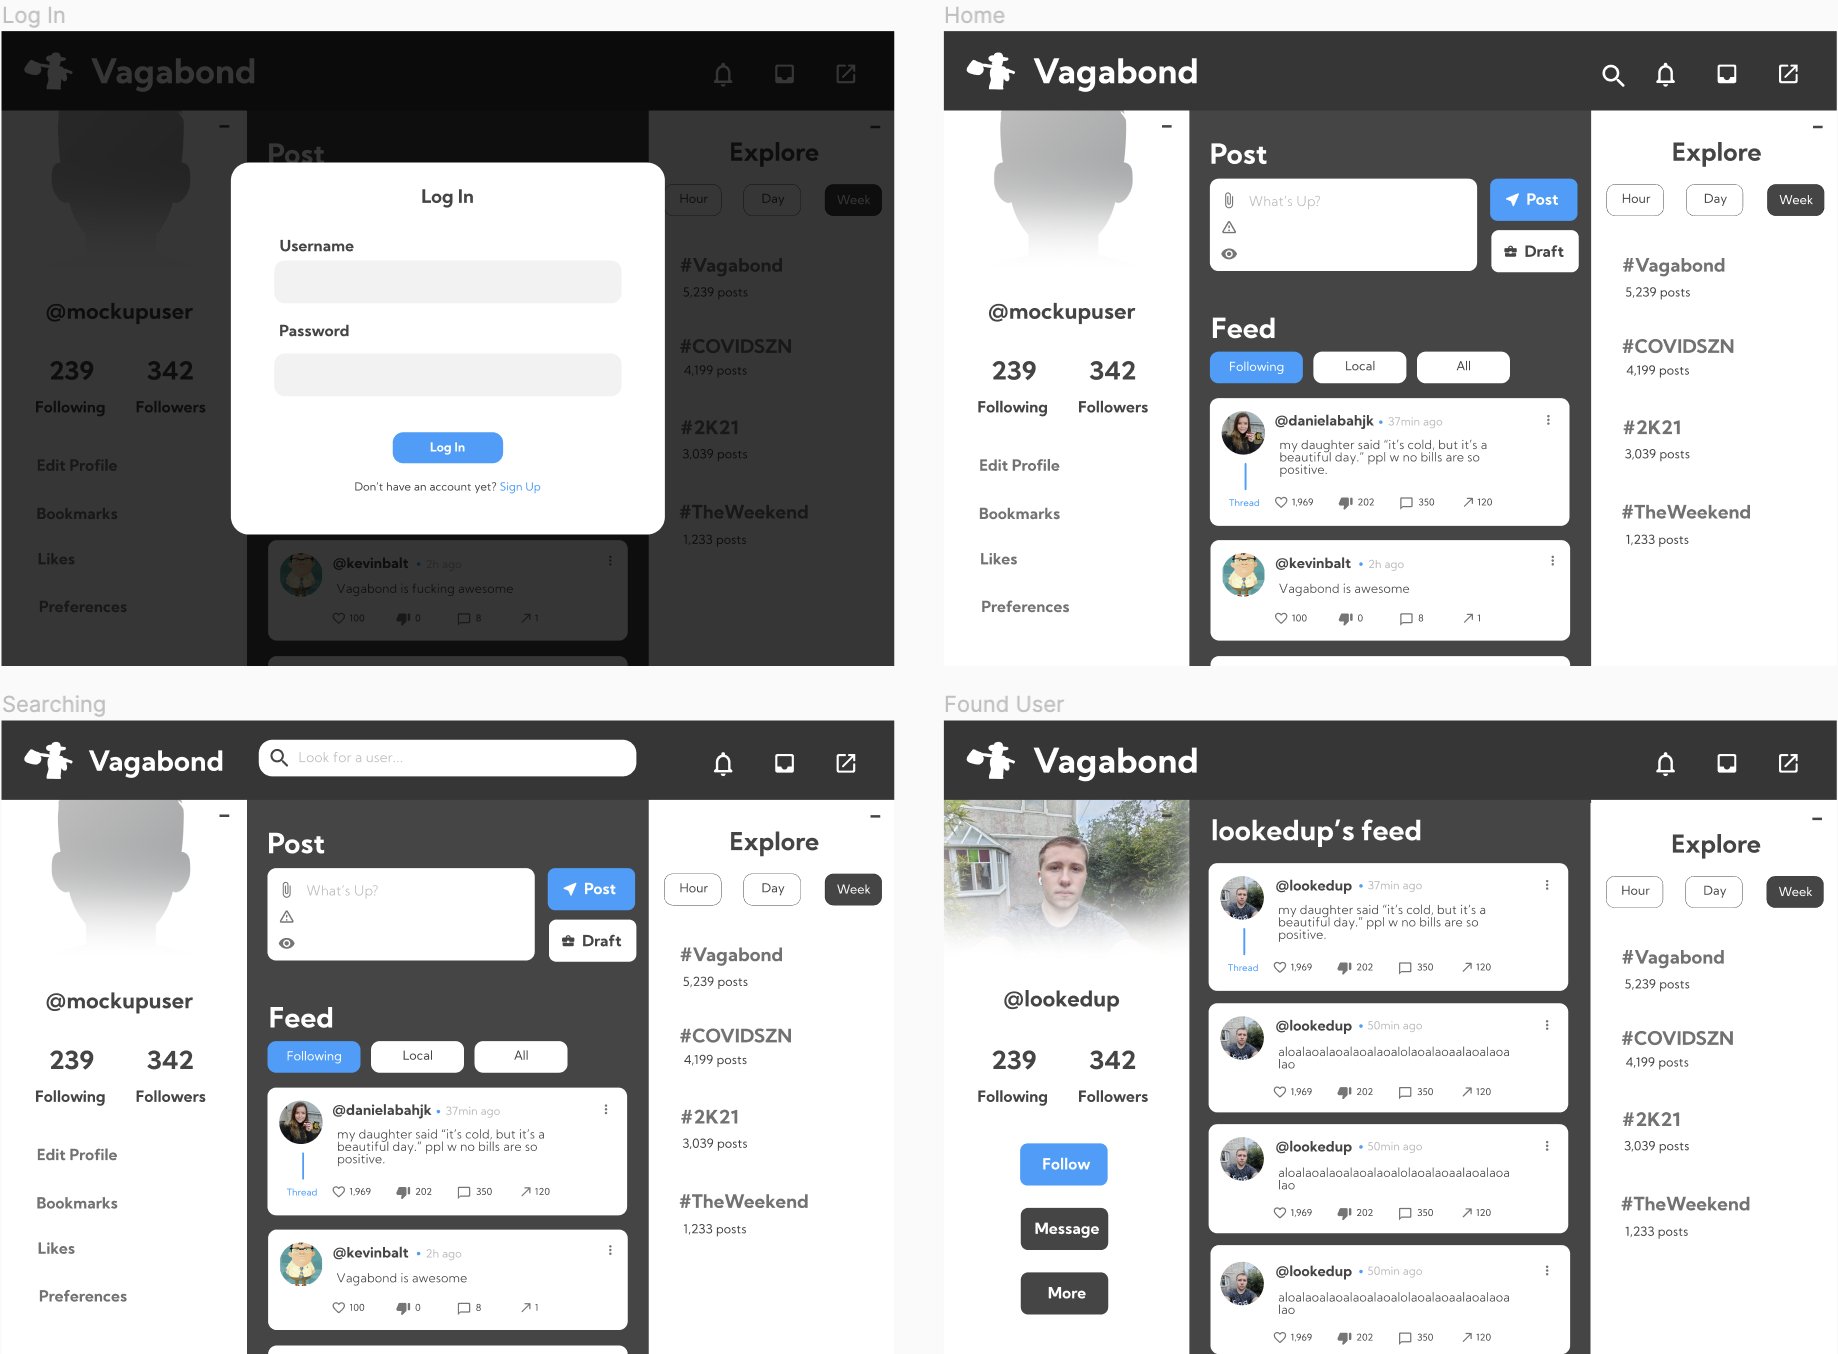 Log In
Vagabond
Post
Explore
Hour
Day
Week
Log In
Username
Password
Log In
Don't have an account yet? Sign Up
@mockupuser
239
342
Following
Followers
Edit Profile
Bookmarks
Likes
Preferences
@kevinbalt • 2h ago
Vagabond is fucking awesome
100
0
8
1
#Vagabond
5,239 posts
#COVIDSZN
4,199 posts
#2K21
3,039 posts
#TheWeekend
1,233 posts
Home
Vagabond
@mockupuser
239
342
Following
Followers
Edit Profile
Bookmarks
Likes
Preferences
Post
What's Up?
Post
Draft
Feed
Following
Local
All
@danielabahjk • 37min ago
my daughter said “it’s cold, but it’s a
beautiful day.” ppl w no bills are so
positive.
Thread
1,969
202
350
120
@kevinbalt • 2h ago
Vagabond is awesome
100
0
8
1
Explore
Hour
Day
Week
#Vagabond
5,239 posts
#COVIDSZN
4,199 posts
#2K21
3,039 posts
#TheWeekend
1,233 posts
Searching
Vagabond
Look for a user...
@mockupuser
239
342
Following
Followers
Edit Profile
Bookmarks
Likes
Preferences
Post
What's Up?
Post
Draft
Feed
Following
Local
All
@danielabahjk • 37min ago
my daughter said “it’s cold, but it’s a
beautiful day.” ppl w no bills are so
positive.
Thread
1,969
202
350
120
@kevinbalt • 2h ago
Vagabond is awesome
100
0
8
1
Explore
Hour
Day
Week
#Vagabond
5,239 posts
#COVIDSZN
4,199 posts
#2K21
3,039 posts
#TheWeekend
1,233 posts
Found User
Vagabond
@lookedup
239
342
Following
Followers
Follow
Message
More
lookedup’s feed
@lookedup • 37min ago
my daughter said “it’s cold, but it’s a
beautiful day.” ppl w no bills are so
positive.
Thread
1,969
202
350
120
@lookedup • 50min ago
aloalaoalaoalaoalaoalolaoalaoaalaoalaoa
lao
1,969
202
350
120
@lookedup • 50min ago
aloalaoalaoalaoalaoalolaoalaoaalaoalaoa
lao
1,969
202
350
120
@lookedup • 50min ago
aloalaoalaoalaoalaoalolaoalaoaalaoalaoa
lao
1,969
202
350
120
Explore
Hour
Day
Week
#Vagabond
5,239 posts
#COVIDSZN
4,199 posts
#2K21
3,039 posts
#TheWeekend
1,233 posts